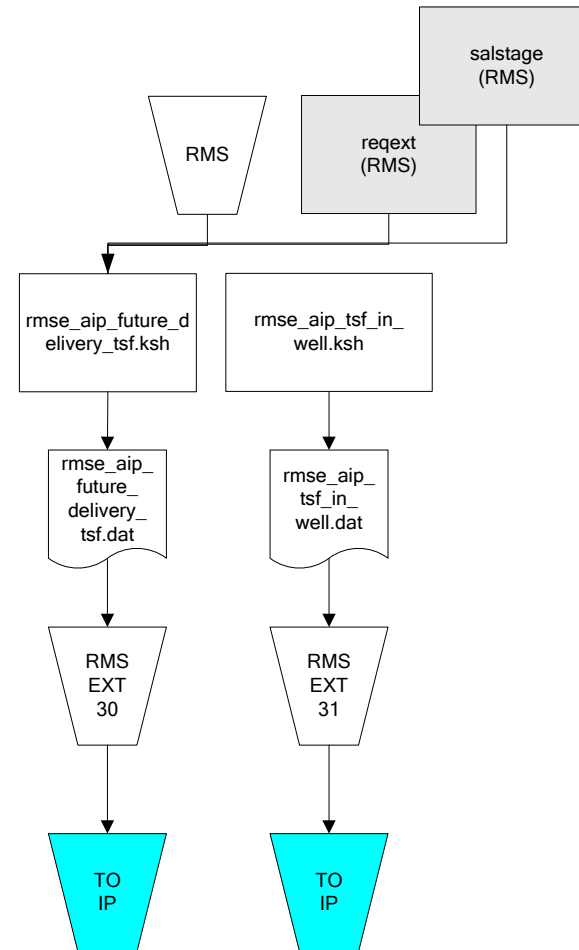 salstage
(RMS)
RMS
reqext
(RMS)
rmse_aip_future_d
elivery_tsf.ksh
rmse_aip_tsf_in_
well.ksh
rmse_aip_
future_
delivery_
tsf.dat
rmse_aip_
tsf_in_
well.dat
RMS
EXT
30
RMS
EXT
31
TO
IP
TO
IP